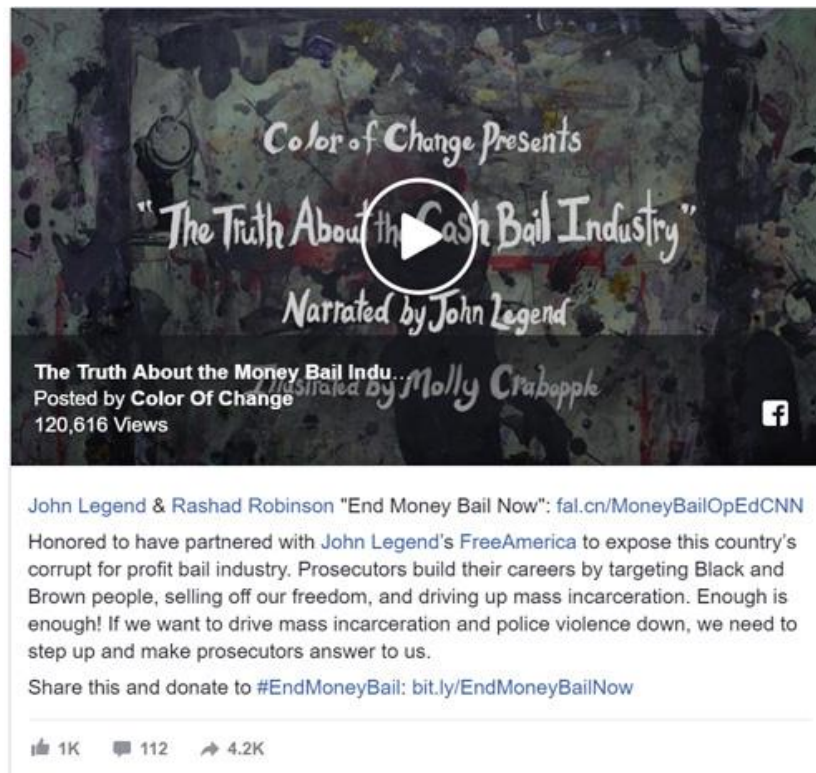 Color of Change Presents
"The Truth About the Cash Bail Industry"
Narrated by John Legend
Illustrated by Molly Crabapple
The Truth About the Money Bail Indu...
Posted by Color Of Change
120,616 Views
John Legend & Rashad Robinson "End Money Bail Now": fal.cn/MoneyBailOpEdCNN
Honored to have partnered with John Legend's FreeAmerica to expose this country's
corrupt for profit bail industry. Prosecutors build their careers by targeting Black and
Brown people, selling off our freedom, and driving up mass incarceration. Enough is
enough! If we want to drive mass incarceration and police violence down, we need to
step up and make prosecutors answer to us.
Share this and donate to #EndMoneyBail: bit.ly/EndMoneyBailNow
1K 112 4.2K